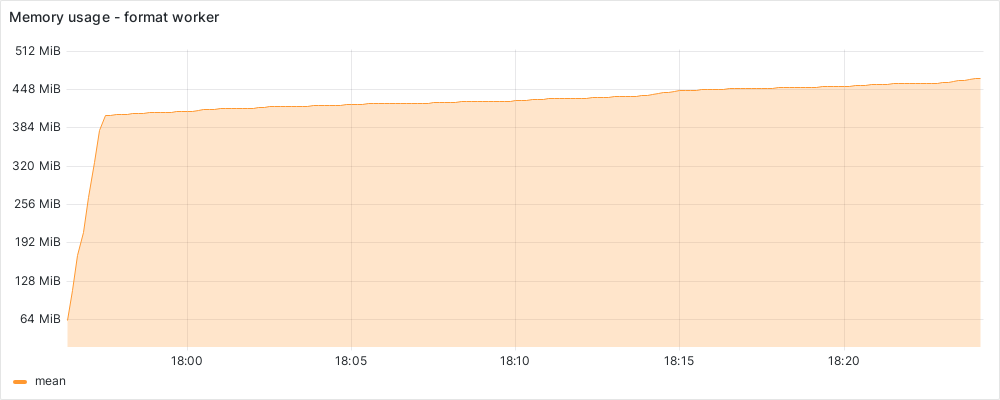 Memory usage - format worker
512 MiB
448 MiB
384 MiB
320 MiB
256 MiB
192 MiB
128 MiB
64 MiB
18:00 18:05 18:10 18:15 18:20
mean